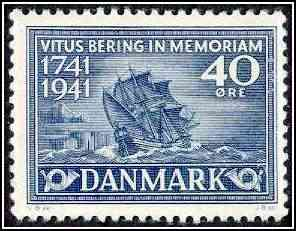 VITUS BERING IN MEMORIAM
1741
1941
40
ØRE
DANMARK